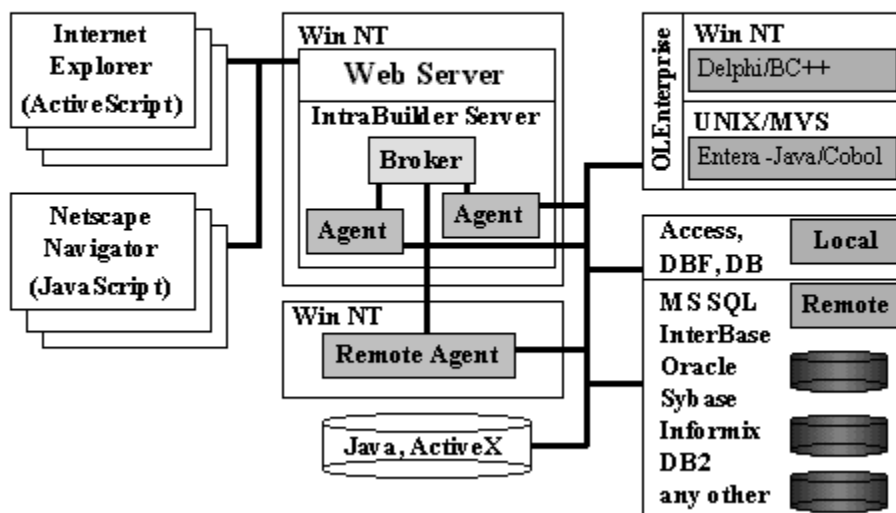 Internet
Explorer
(ActiveScript)
Netscape
Navigator
(JavaScript)
Win NT
Web Server
IntraBuilder Server
Broker
Agent
Agent
Win NT
Remote Agent
Java, ActiveX
OLEnterprise
Win NT
Delphi/BC++
UNIX/MVS
Entera -Java/Cobol
Access,
DBF, DB
Local
MS SQL
Remote
InterBase
Oracle
Sybase
Informix
DB2
any other